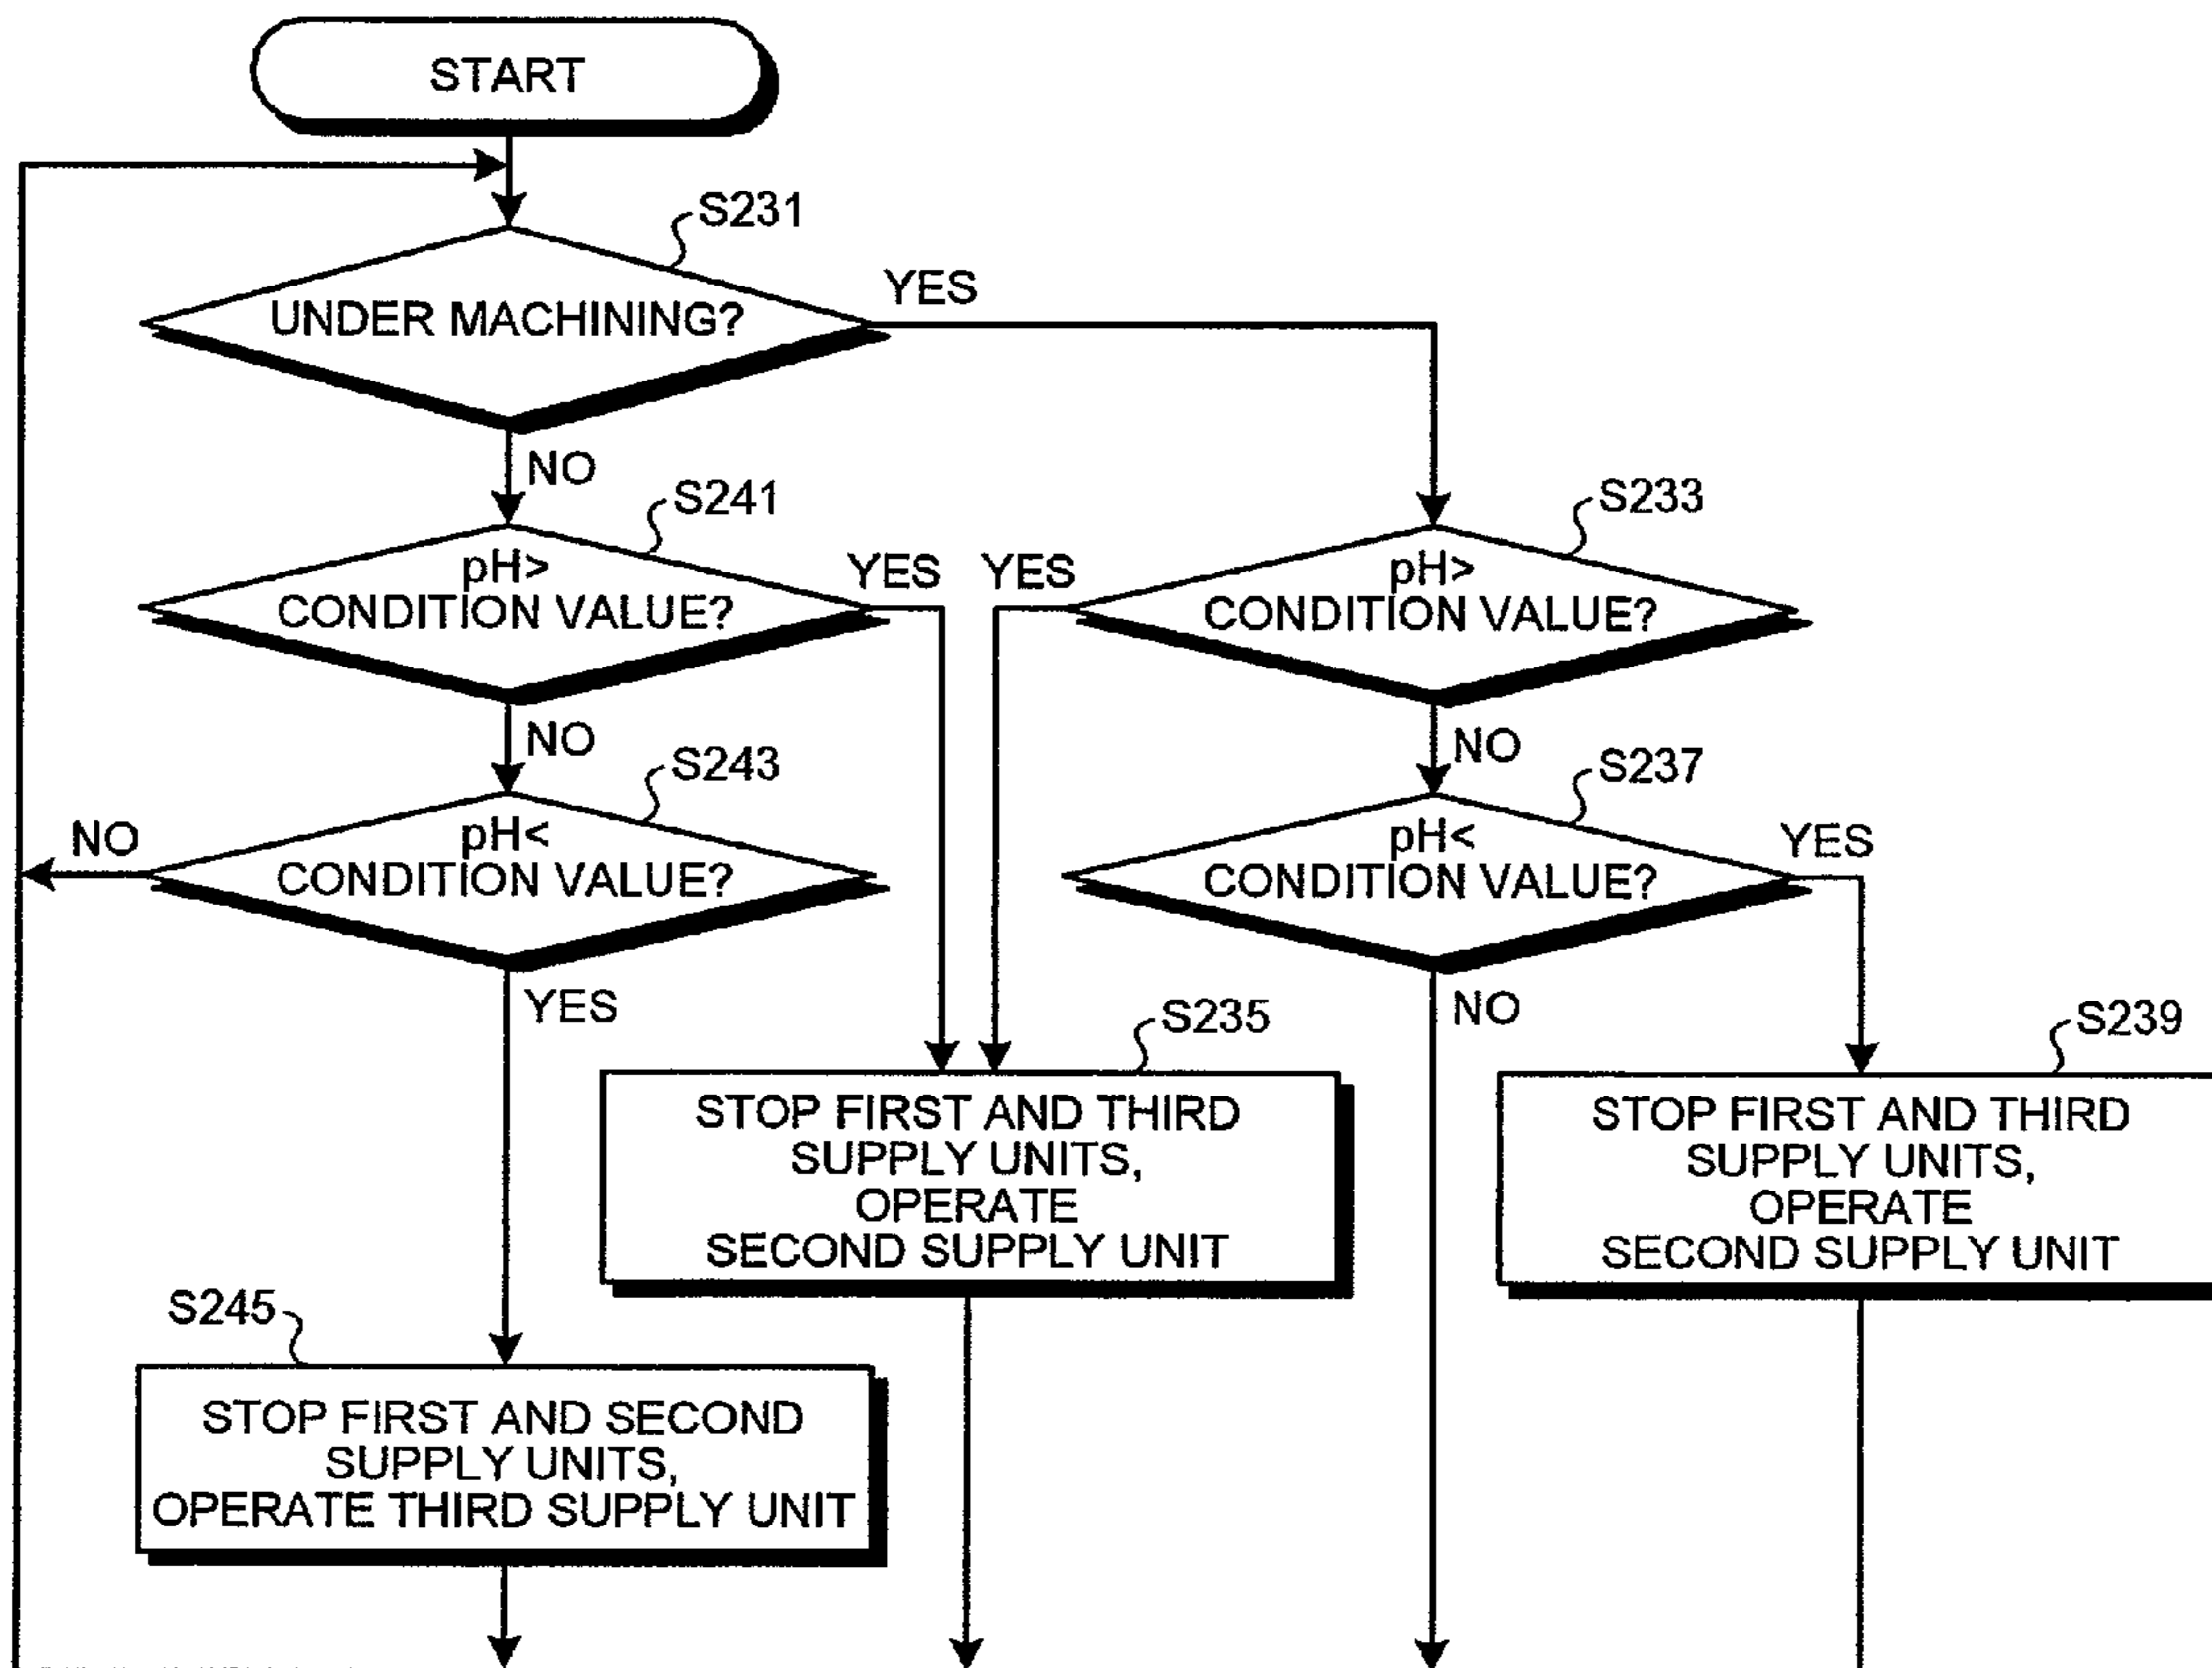 START
S231
UNDER MACHINING?
YES
NO
S241
pH>
CONDITION VALUE?
YES
YES
S233
pH>
CONDITION VALUE?
NO
S243
pH<
CONDITION VALUE?
NO
NO
S237
pH<
CONDITION VALUE?
YES
YES
NO
S235
STOP FIRST AND THIRD
SUPPLY UNITS,
OPERATE
SECOND SUPPLY UNIT
S239
STOP FIRST AND THIRD
SUPPLY UNITS,
OPERATE
SECOND SUPPLY UNIT
S245
STOP FIRST AND SECOND
SUPPLY UNITS,
OPERATE THIRD SUPPLY UNIT